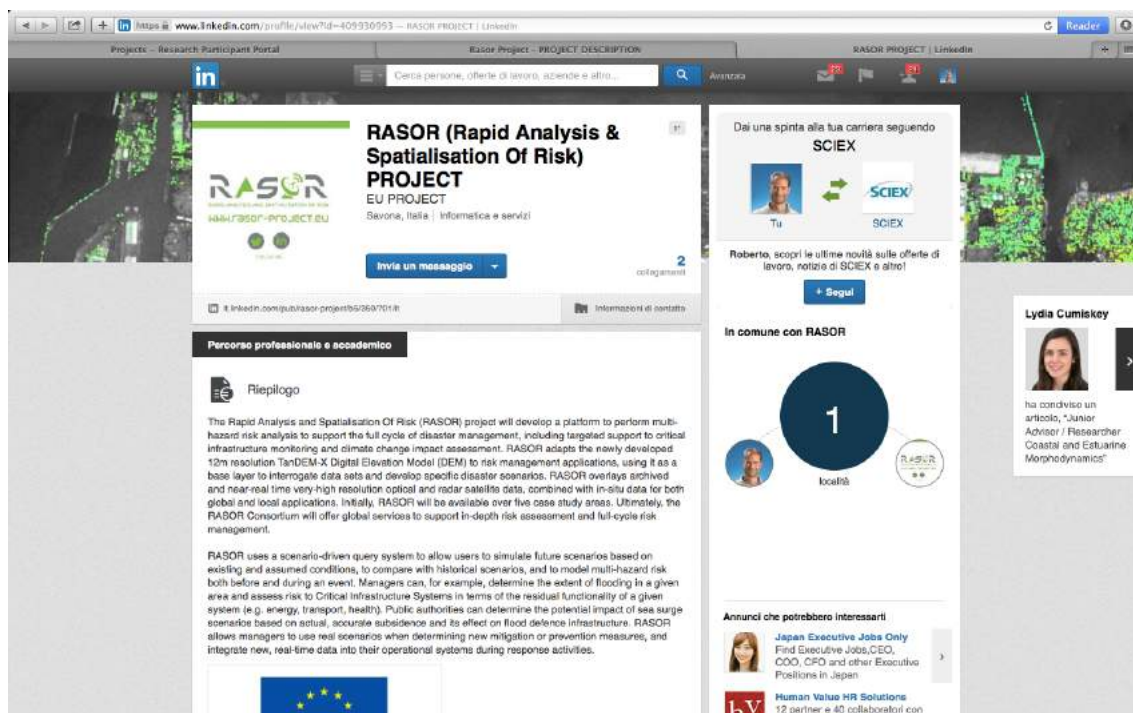 https www.linkedin.com/profile/view?id=409930993 — RASOR PROJECT | LinkedIn
Reader
Projects – Research Participant Portal
Rasor Project – PROJECT DESCRIPTION
RASOR PROJECT | LinkedIn
in
Cerca persone, offerte di lavoro, aziende e altro...
Avanzata
RASOR
www.rasor-project.eu
RASOR (Rapid Analysis &
Spatialisation Of Risk)
PROJECT
1°
EU PROJECT
Savona, Italia | Informatica e servizi
Invia un messaggio
2
collegamenti
Informazioni di contatto
Percorso professionale e accademico
Riepilogo
The Rapid Analysis and Spatialisation Of Risk (RASOR) project will develop a platform to perform multi-
hazard risk analysis to support the full cycle of disaster management, including targeted support to critical
infrastructure monitoring and climate change impact assessment. RASOR adapts the newly developed
12m resolution TanDEM-X Digital Elevation Model (DEM) to risk management applications, using it as a
base layer to interrogate data sets and develop specific disaster scenarios. RASOR overlays archived
and near-real time very-high resolution optical and radar satellite data, combined with in-situ data for both
global and local applications. Initially, RASOR will be available over five case study areas. Ultimately, the
RASOR Consortium will offer global services to support in-depth risk assessment and full-cycle risk
management.
RASOR uses a scenario-driven query system to allow users to simulate future scenarios based on
existing and assumed conditions, to compare with historical scenarios, and to model multi-hazard risk
both before and during an event. Managers can, for example, determine the extent of flooding in a given
area and assess risk to Critical Infrastructure Systems in terms of the residual functionality of a given
system (e.g. energy, transport, health). Public authorities can determine the potential impact of sea surge
scenarios based on actual, accurate subsidence and its effect on flood defence infrastructure. RASOR
allows managers to use real scenarios when determining new mitigation or prevention measures, and
integrate new, real-time data into their operational systems during response activities.
Dai una spinta alla tua carriera seguendo
SCIEX
SCIEX
Tu
SCIEX
Roberto, scopri le ultime novità sulle offerte di
lavoro, notizie di SCIEX e altro!
+ Segui
In comune con RASOR
1
località
RASOR
Annunci che potrebbero interessarti
Japan Executive Jobs Only
Find Executive Jobs,CEO,
COO, CFO and other Executive
Positions in Japan
hv
Human Value HR Solutions
12 partner e 40 collaboratori con
Lydia Cumiskey
ha condiviso un
articolo, "Junior
Advisor / Researcher
Coastal and Estuarine
Morphodynamics"